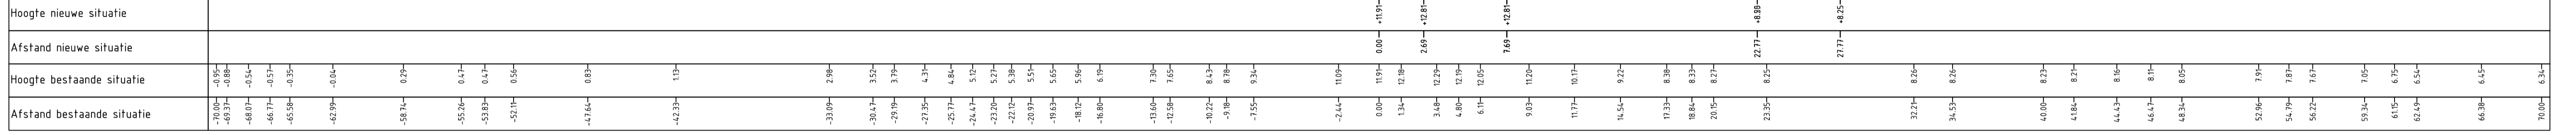 Hoogte nieuwe situatie +11.91 +12.81 +12.81 +8.25
Afstand nieuwe situatie 0.00 2.69 7.69 22.77 27.77
Hoogte bestaande situatie -0.95 -0.88 -0.54 -0.57 -0.35 -0.04 0.29 0.47 0.47 0.56 0.83 1.13 2.98 3.52 3.79 4.31 4.84 5.12 5.27 5.38 5.51 5.65 5.96 6.19 7.30 7.65 8.43 8.78 9.34 11.09 11.91 12.18 12.29 12.19 12.05 11.20 10.17 9.22 8.38 8.33 8.27 8.25 8.26 8.26 8.23 8.21 8.16 8.11 8.05 7.91 7.87 7.67 7.05 6.75 6.54 6.45 6.34
Afstand bestaande situatie -70.00 -69.37 -68.07 -66.77 -65.58 -62.99 -58.74 -55.26 -53.83 -52.11 -47.64 -42.33 -33.09 -30.47 -29.19 -27.35 -25.77 -24.47 -23.20 -22.12 -20.97 -19.63 -18.12 -16.80 -13.60 -12.58 -10.22 -9.18 -7.55 -2.44 0.00 1.34 3.48 4.80 6.11 9.03 11.77 14.54 17.33 18.84 20.15 23.35 32.21 34.53 40.00 41.84 44.43 46.47 48.34 52.96 54.79 56.22 59.34 61.15 62.49 66.38 70.00